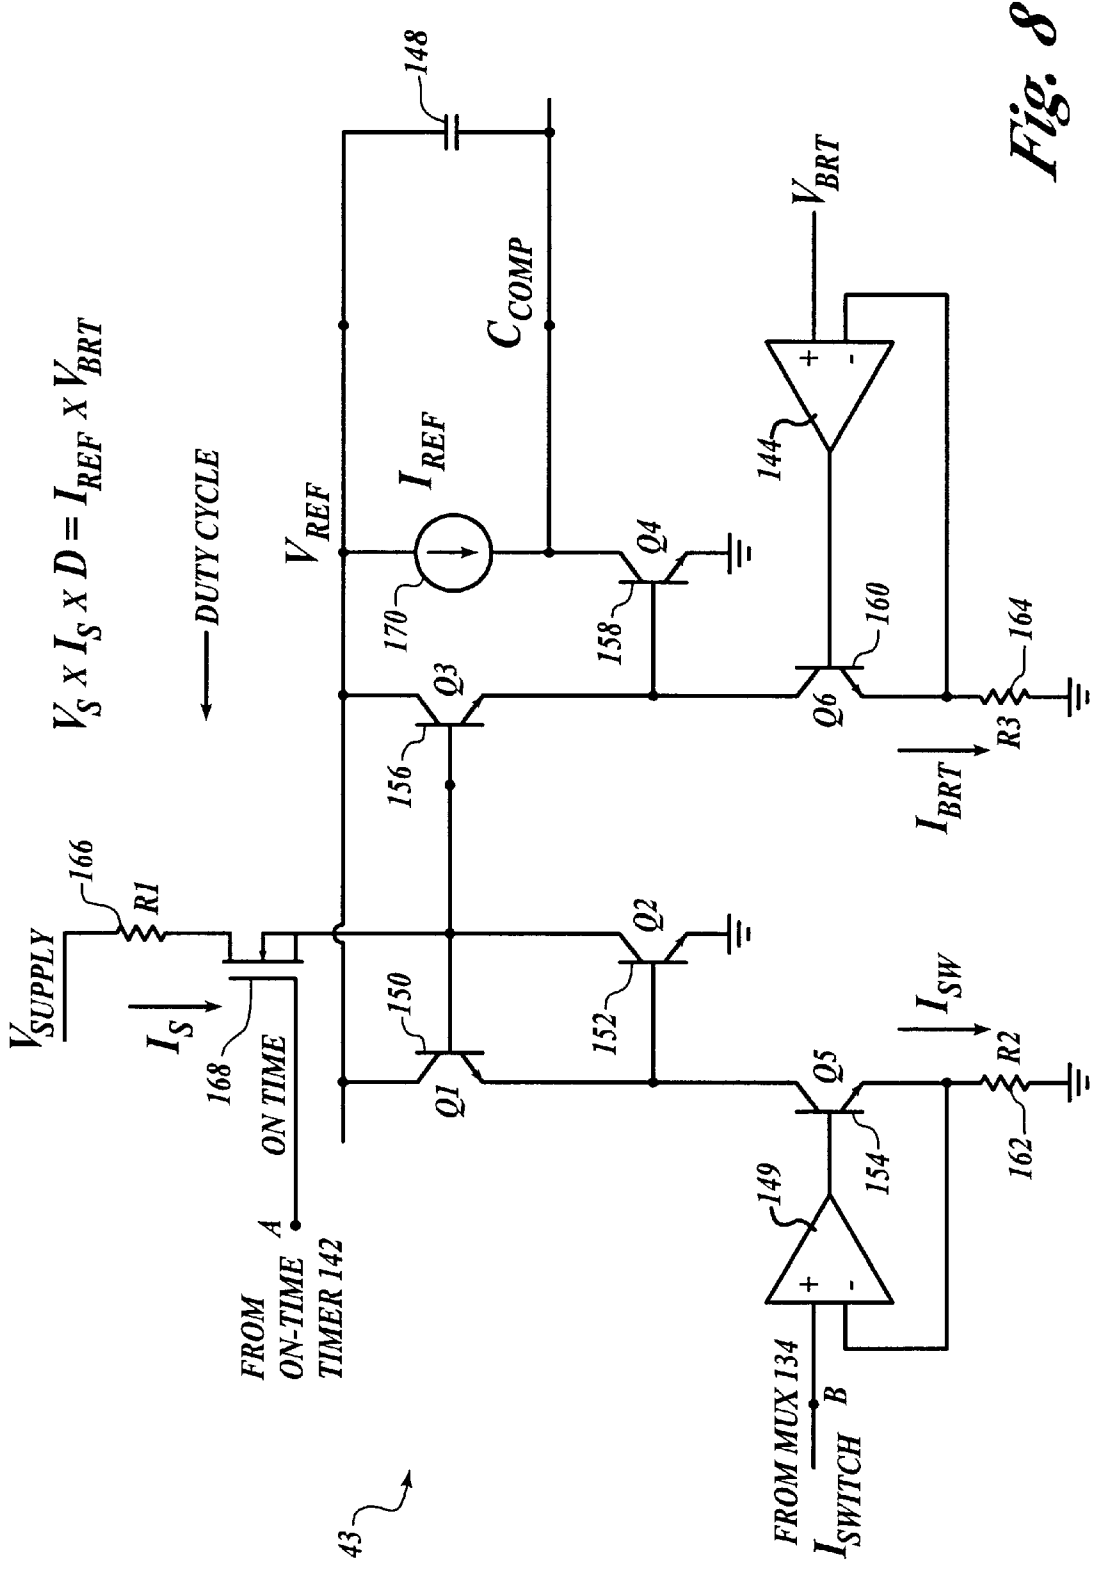 V_S X I_S X D = I_REF X V_BRT
DUTY CYCLE
V_SUPPLY
166
R1
I_S
168
ON TIME
FROM
ON-TIME A
TIMER 142
V_REF
150
Q1
156
Q3
170
I_REF
148
C_COMP
152
Q2
158
Q4
149
+
-
FROM MUX 134
B
I_SWITCH
154
Q5
I_SW
162
R2
144
+
-
V_BRT
160
Q6
I_BRT
R3
164
43
Fig. 8